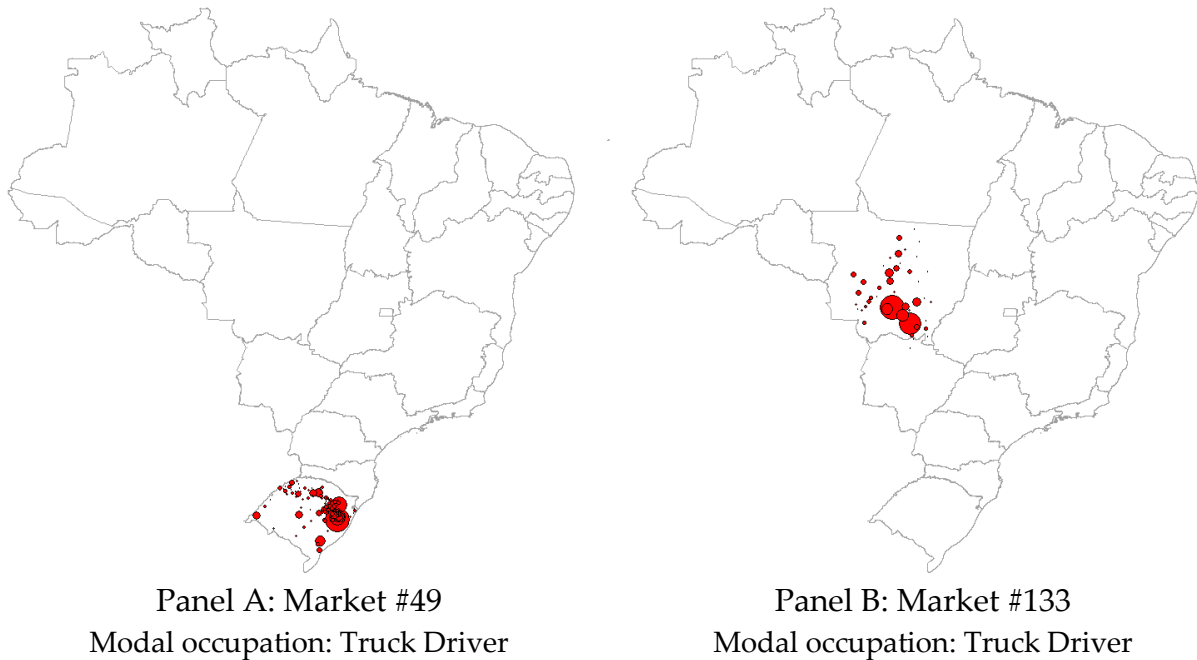 Panel A: Market #49
Modal occupation: Truck Driver
Panel B: Market #133
Modal occupation: Truck Driver